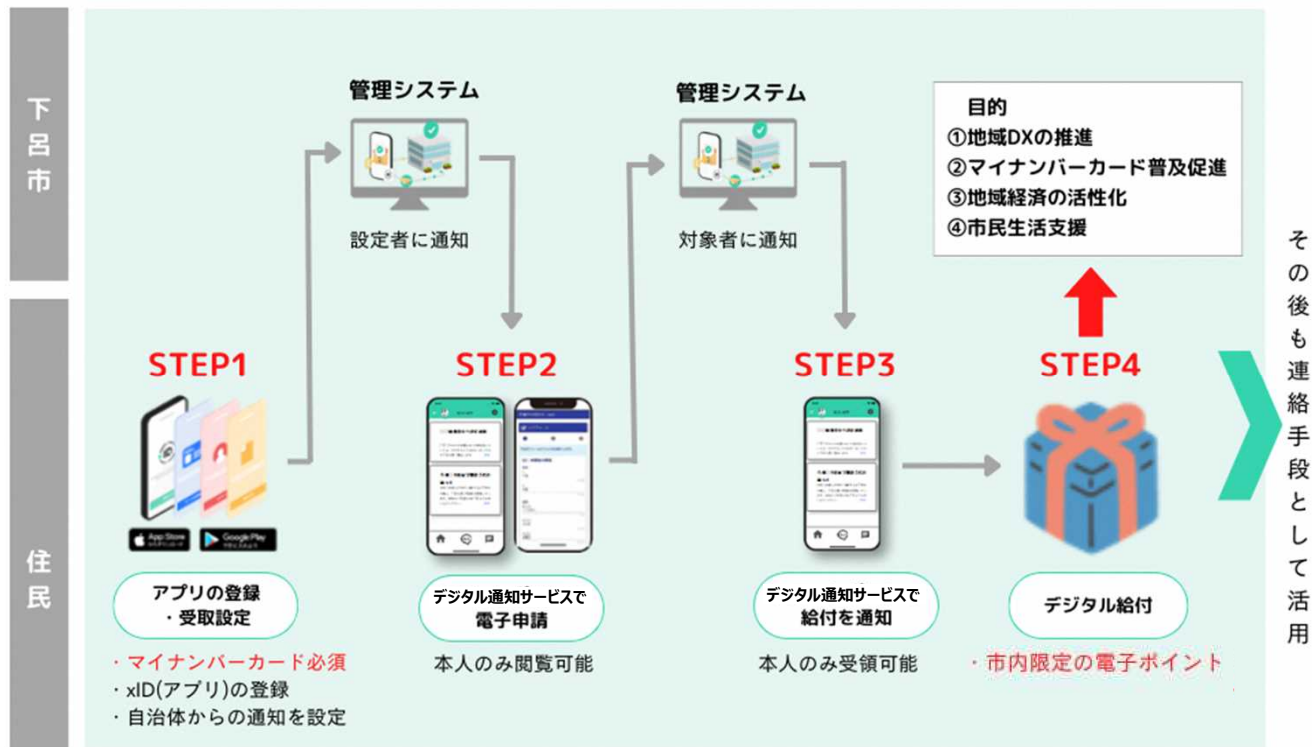 下呂市
管理システム
設定者に通知
管理システム
対象者に通知
目的
①地域DXの推進
②マイナンバーカード普及促進
③地域経済の活性化
④市民生活支援
住民
STEP1
App Store
Google Play
アプリの登録
・受取設定
・マイナンバーカード必須
・xID(アプリ)の登録
・自治体からの通知を設定
STEP2
デジタル通知サービスで
電子申請
本人のみ閲覧可能
STEP3
デジタル通知サービスで
給付を通知
本人のみ受領可能
STEP4
デジタル給付
・市内限定の電子ポイント
その後も連絡手段として活用